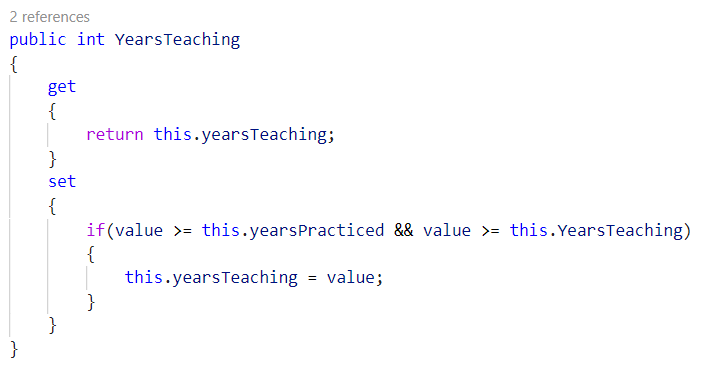 2 references
public int YearsTeaching
{
get
{
return this.yearsTeaching;
}
set
{
if(value >= this.yearsPracticed && value >= this.YearsTeaching)
{
this.yearsTeaching = value;
}
}
}